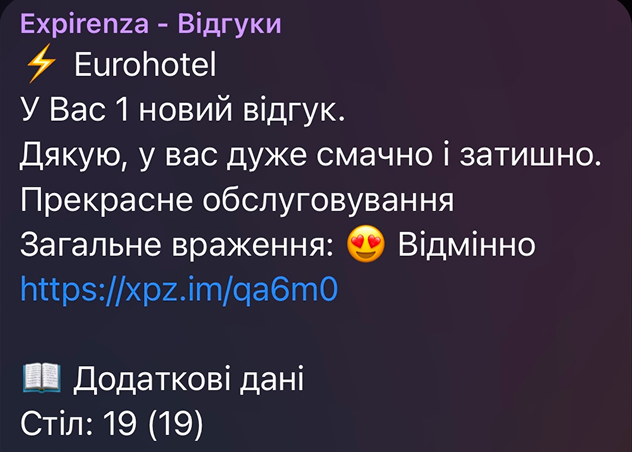 Expirenza - Відгуки
⚡ Eurohotel
У Вас 1 новий відгук.
Дякую, у вас дуже смачно і затишно.
Прекрасне обслуговування
Загальне враження: 😍 Відмінно
https://xpz.im/qa6m0
📖 Додаткові дані
Стіл: 19 (19)